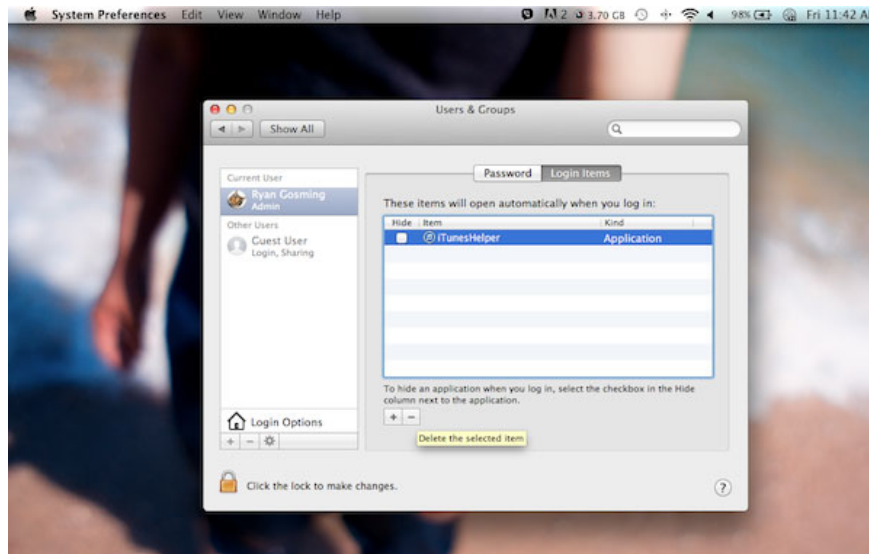 System Preferences Edit View Window Help 2 3.70 GB 98% Fri 11:42 A
Users & Groups
Show All
Password Login Items
Current User
Ryan Gosming
Admin
Other Users
Guest User
Login, Sharing
These items will open automatically when you log in:
Hide Item Kind
iTunesHelper Application
To hide an application when you log in, select the checkbox in the Hide
column next to the application.
+ −
Login Options
+ −
Delete the selected item
Click the lock to make changes.
?